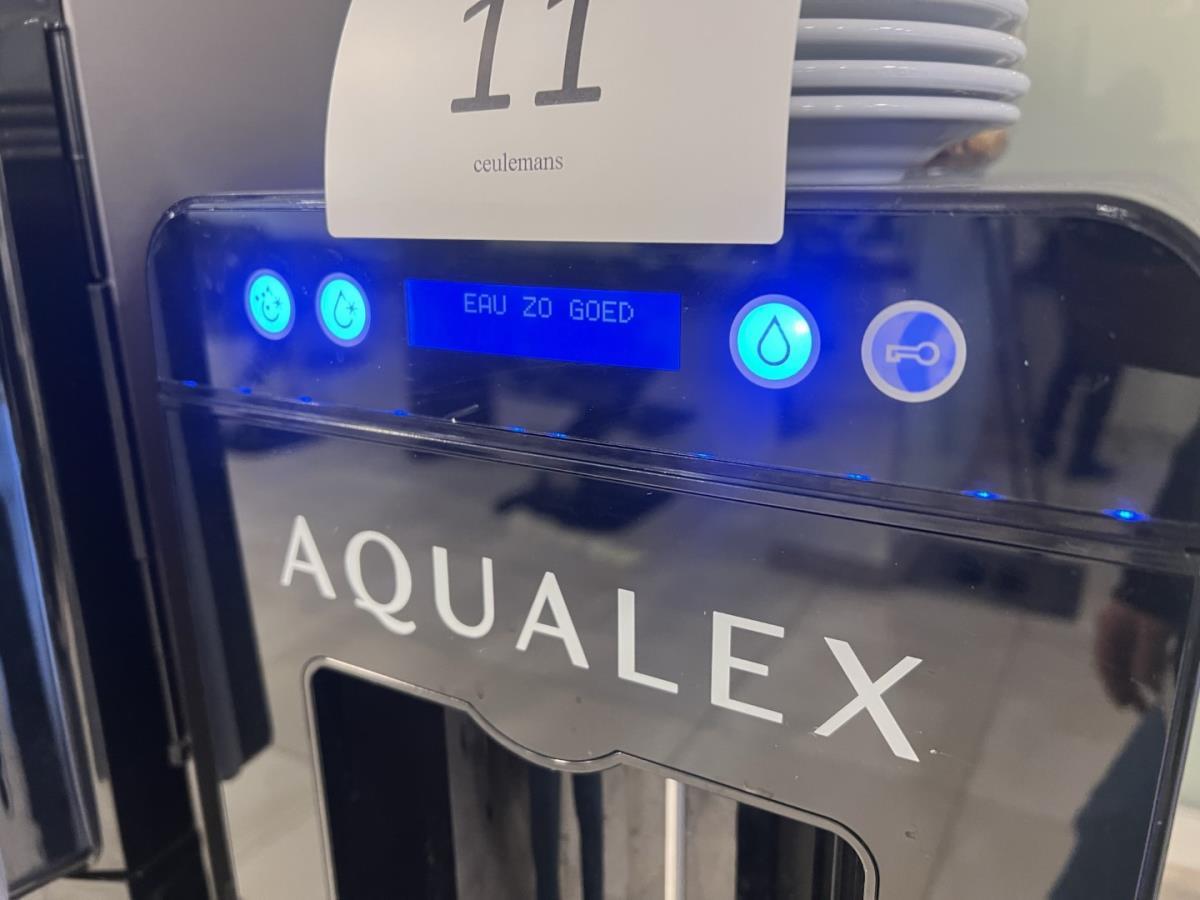 11
ceulemans
EAU ZO GOED
AQUALEX